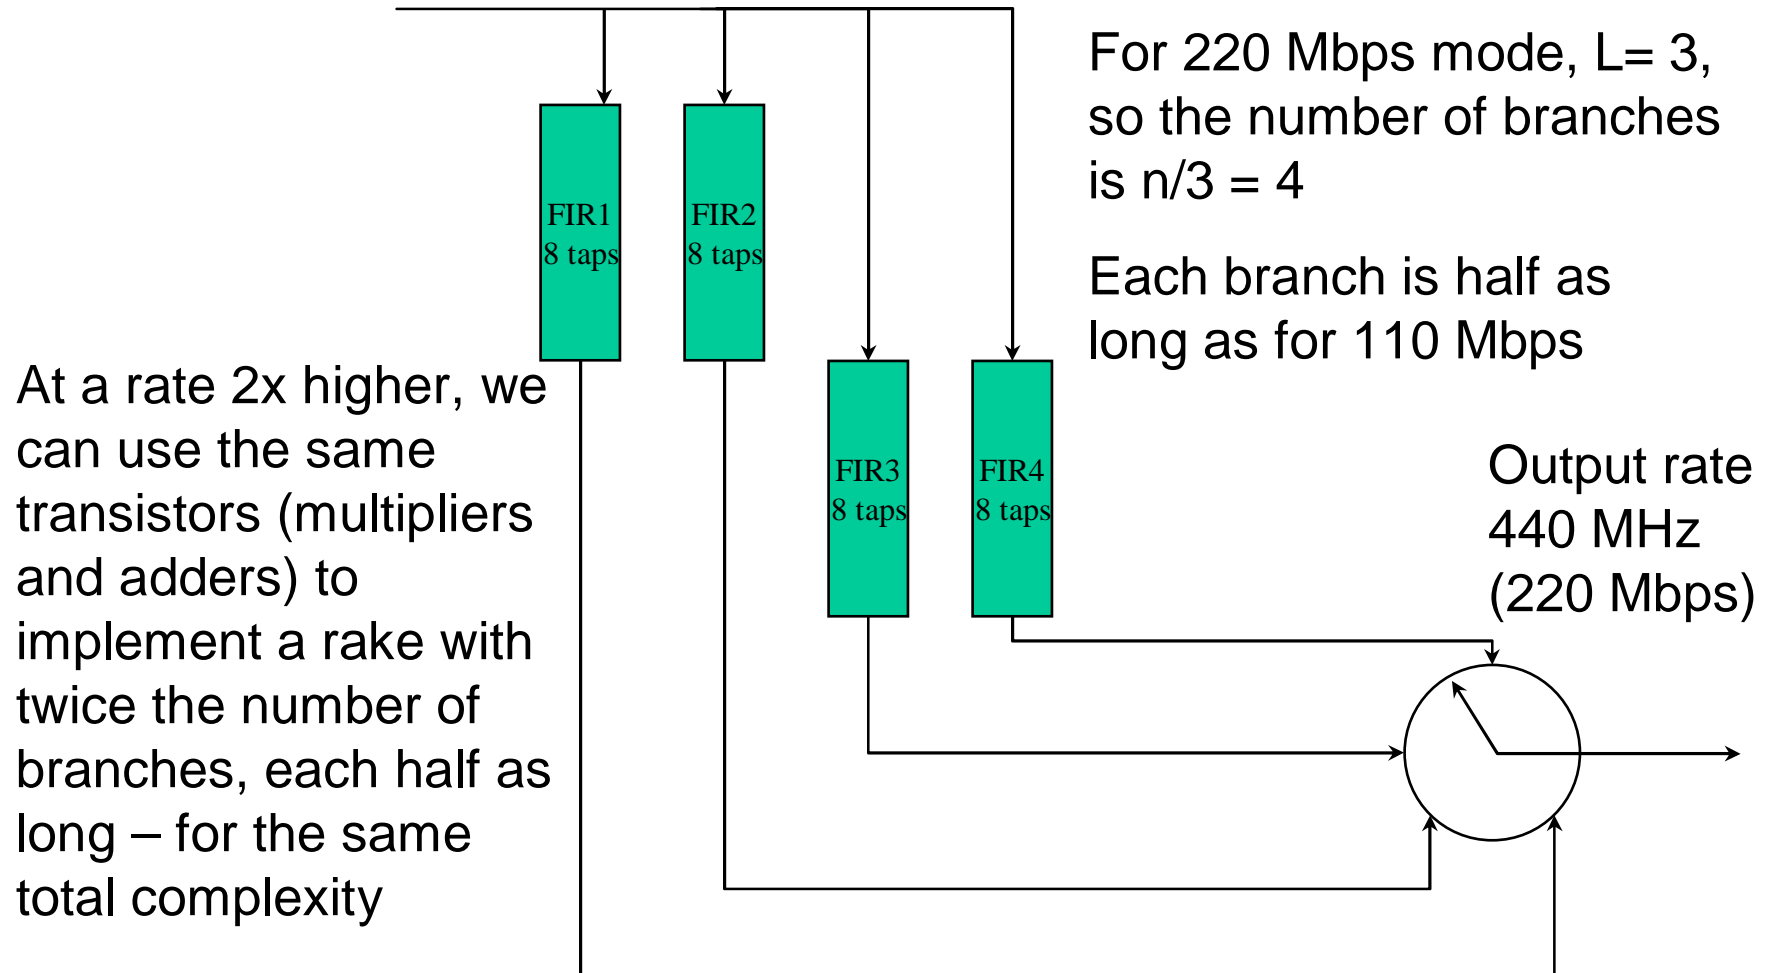 For 220 Mbps mode, L= 3,
so the number of branches
is n/3 = 4
Each branch is half as
long as for 110 Mbps
FIR1
8 taps
FIR2
8 taps
FIR3
8 taps
FIR4
8 taps
At a rate 2x higher, we
can use the same
transistors (multipliers
and adders) to
implement a rake with
twice the number of
branches, each half as
long – for the same
total complexity
Output rate
440 MHz
(220 Mbps)